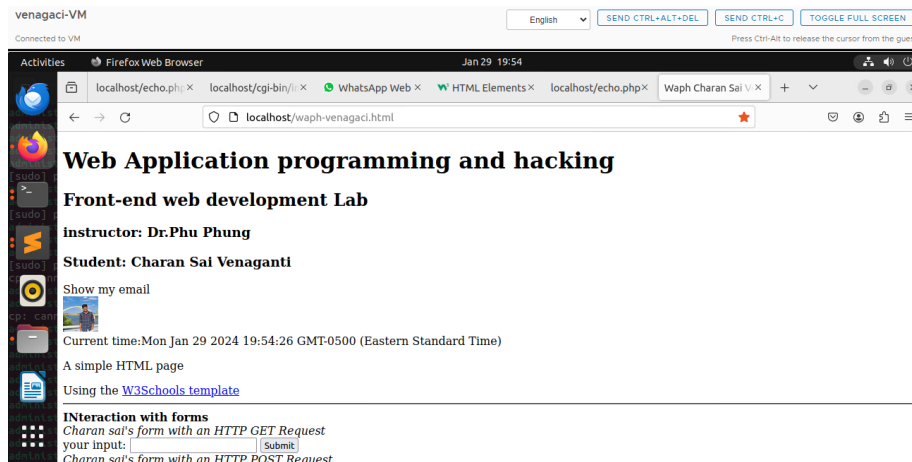 venagaci-VM
English
SEND CTRL+ALT+DEL
SEND CTRL+C
TOGGLE FULL SCREEN
Connected to VM
Press Ctrl-Alt to release the cursor from the gues
Activities
Firefox Web Browser
Jan 29 19:54
localhost/echo.php
localhost/cgi-bin/
WhatsApp Web
HTML Elements
localhost/echo.php
Waph Charan Sai V
localhost/waph-venagaci.html
Web Application programming and hacking
Front-end web development Lab
instructor: Dr.Phu Phung
Student: Charan Sai Venaganti
Show my email
Current time:Mon Jan 29 2024 19:54:26 GMT-0500 (Eastern Standard Time)
A simple HTML page
Using the W3Schools template
INteraction with forms
Charan sai's form with an HTTP GET Request
your input:
Submit
Charan sai's form with an HTTP POST Request